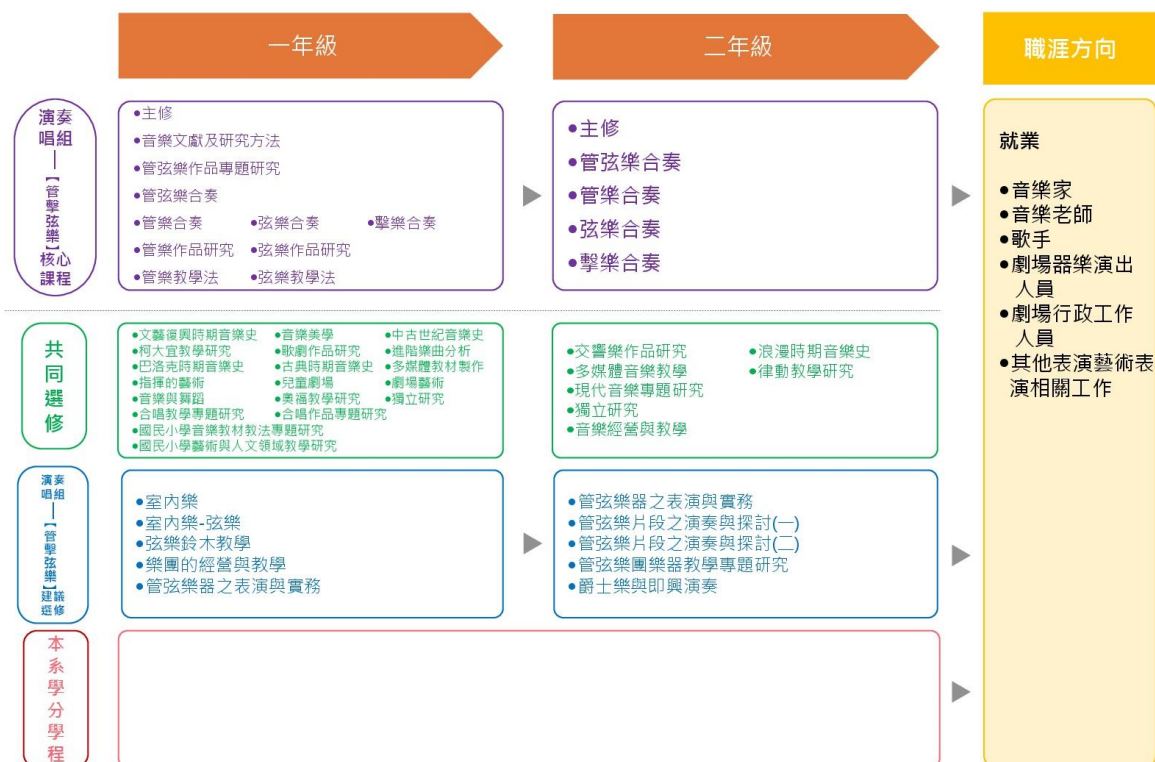 一年級
二年級
職涯方向
演奏
唱組
—
【管擊弦樂】
核心
課程
●主修
●音樂文獻及研究方法
●管弦樂作品專題研究
●管弦樂合奏
●管樂合奏 ●弦樂合奏 ●擊樂合奏
●管樂作品研究 ●弦樂作品研究
●管樂教學法 ●弦樂教學法
●主修
●管弦樂合奏
●管樂合奏
●弦樂合奏
●擊樂合奏
就業
●音樂家
●音樂老師
●歌手
●劇場器樂演出
人員
●劇場行政工作
人員
●其他表演藝術表
演相關工作
共
同
選
修
●文藝復興時期音樂史 ●音樂美學 ●中古世紀音樂史
●柯大宜教學研究 ●歌劇作品研究 ●進階樂曲分析
●巴洛克時期音樂史 ●古典時期音樂史 ●多媒體教材製作
●指揮的藝術 ●兒童劇場 ●劇場藝術
●音樂與舞蹈 ●奧福教學研究 ●獨立研究
●合唱教學專題研究 ●合唱作品專題研究
●國民小學音樂教材教法專題研究
●國民小學藝術與人文領域教學研究
●交響樂作品研究 ●浪漫時期音樂史
●多媒體音樂教學 ●律動教學研究
●現代音樂專題研究
●獨立研究
●音樂經營與教學
演奏
唱組
—
【管擊弦樂】
建議
選修
●室內樂
●室內樂-弦樂
●弦樂鈴木教學
●樂團的經營與教學
●管弦樂器之表演與實務
●管弦樂器之表演與實務
●管弦樂片段之演奏與探討(一)
●管弦樂片段之演奏與探討(二)
●管弦樂團樂器教學專題研究
●爵士樂與即興演奏
本
系
學
分
學
程